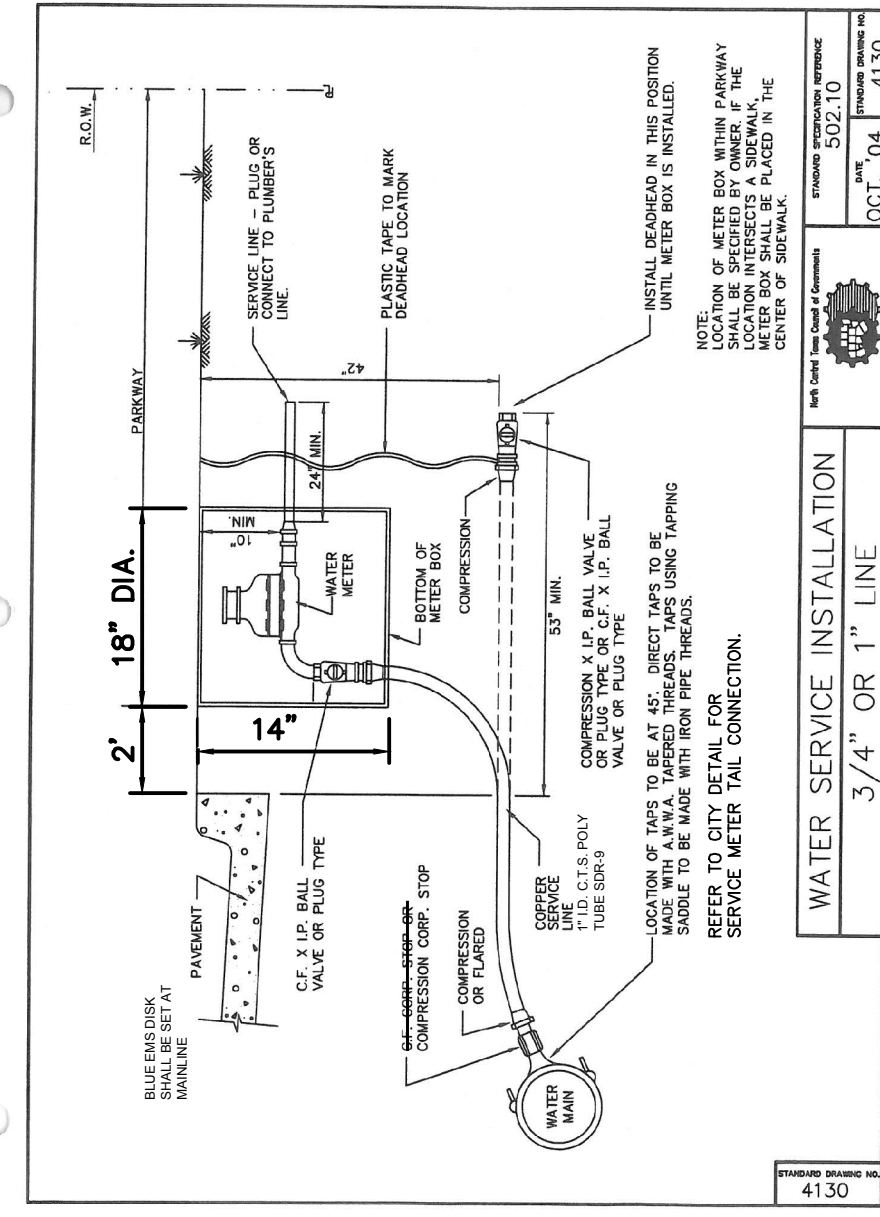 R.O.W.
PARKWAY
SERVICE LINE – PLUG OR
CONNECT TO PLUMBER'S
LINE.
PLASTIC TAPE TO MARK
DEADHEAD LOCATION
42"
24" MIN.
18" DIA.
2'
14"
10"
MIN.
WATER
METER
BOTTOM OF
METER BOX
COMPRESSION
53" MIN.
INSTALL DEADHEAD IN THIS POSITION
UNTIL METER BOX IS INSTALLED.
BLUE EMS DISK
SHALL BE SET AT
MAINLINE
PAVEMENT
C.F. X I.P. BALL
VALVE OR PLUG TYPE
C.F. CORP. STOP OR
COMPRESSION CORP. STOP
COMPRESSION
OR FLARED
COPPER
SERVICE
LINE
1" I.D. C.T.S. POLY
TUBE SDR-9
WATER
MAIN
COMPRESSION X I.P. BALL VALVE
OR PLUG TYPE OR C.F. X I.P. BALL
VALVE OR PLUG TYPE
LOCATION OF TAPS TO BE AT 45°. DIRECT TAPS TO BE
MADE WITH A.W.W.A. TAPERED THREADS. TAPS USING TAPPING
SADDLE TO BE MADE WITH IRON PIPE THREADS.
REFER TO CITY DETAIL FOR
SERVICE METER TAIL CONNECTION.
NOTE:
LOCATION OF METER BOX WITHIN PARKWAY
SHALL BE SPECIFIED BY OWNER. IF THE
LOCATION INTERSECTS A SIDEWALK,
METER BOX SHALL BE PLACED IN THE
CENTER OF SIDEWALK.
WATER SERVICE INSTALLATION
3/4" OR 1" LINE
North Central Texas Council of Governments
STANDARD SPECIFICATION REFERENCE
502.10
DATE
OCT. '04
STANDARD DRAWING NO.
4130
STANDARD DRAWING NO.
4130